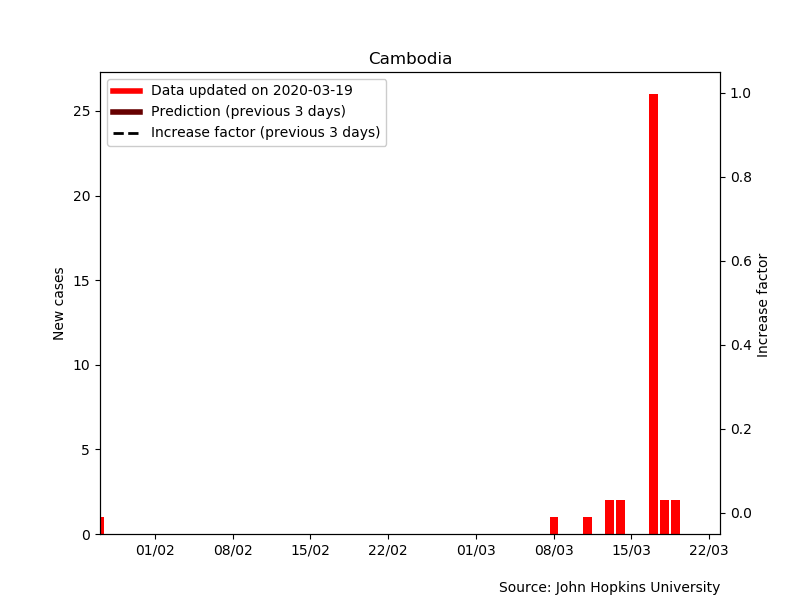 Cambodia
Data updated on 2020-03-19
Prediction (previous 3 days)
Increase factor (previous 3 days)
New cases
25
20
15
10
5
0
1.0
0.8
0.6
0.4
0.2
0.0
Increase factor
01/02 08/02 15/02 22/02 01/03 08/03 15/03 22/03
Source: John Hopkins University